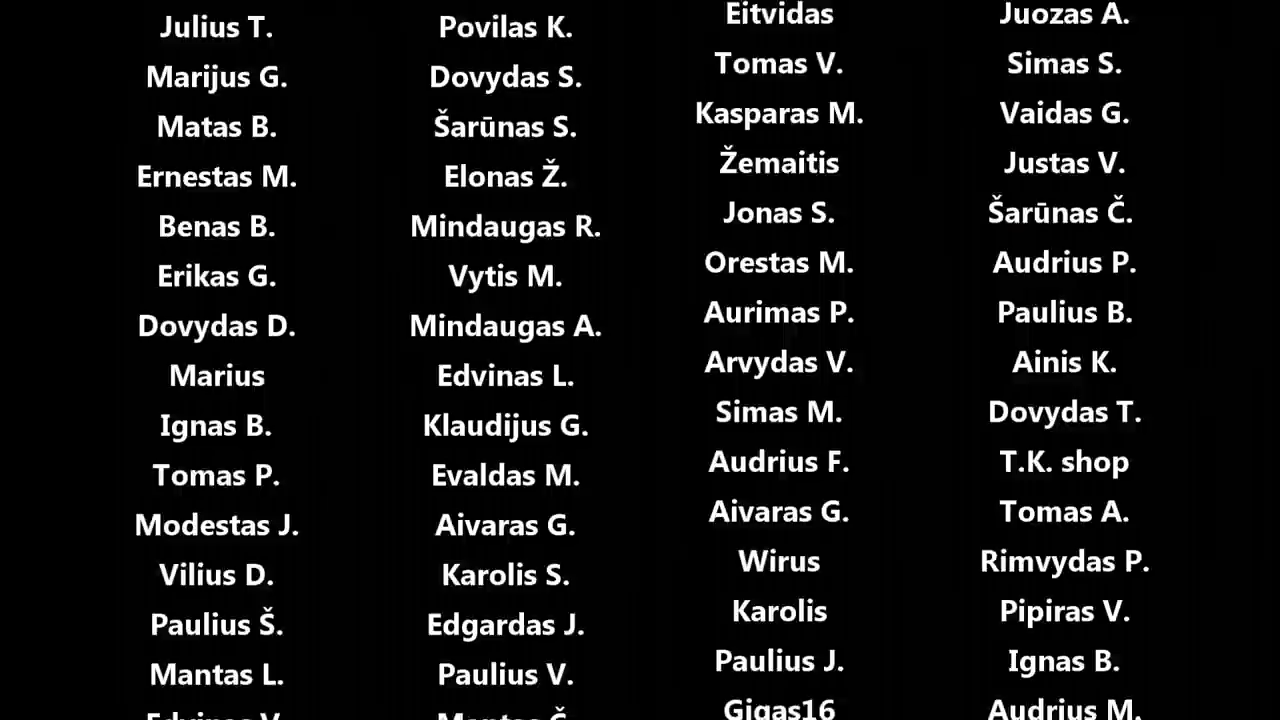 Julius T.
Marijus G.
Matas B.
Ernestas M.
Benas B.
Erikas G.
Dovydas D.
Marius
Ignas B.
Tomas P.
Modestas J.
Vilius D.
Paulius Š.
Mantas L.
Edvinas V.
Povilas K.
Dovydas S.
Šarūnas S.
Elonas Ž.
Mindaugas R.
Vytis M.
Mindaugas A.
Edvinas L.
Klaudijus G.
Evaldas M.
Aivaras G.
Karolis S.
Edgardas J.
Paulius V.
Mantas Č.
Eitvidas
Tomas V.
Kasparas M.
Žemaitis
Jonas S.
Orestas M.
Aurimas P.
Arvydas V.
Simas M.
Audrius F.
Aivaras G.
Wirus
Karolis
Paulius J.
Gigas16
Juozas A.
Simas S.
Vaidas G.
Justas V.
Šarūnas Č.
Audrius P.
Paulius B.
Ainis K.
Dovydas T.
T.K. shop
Tomas A.
Rimvydas P.
Pipiras V.
Ignas B.
Audrius M.